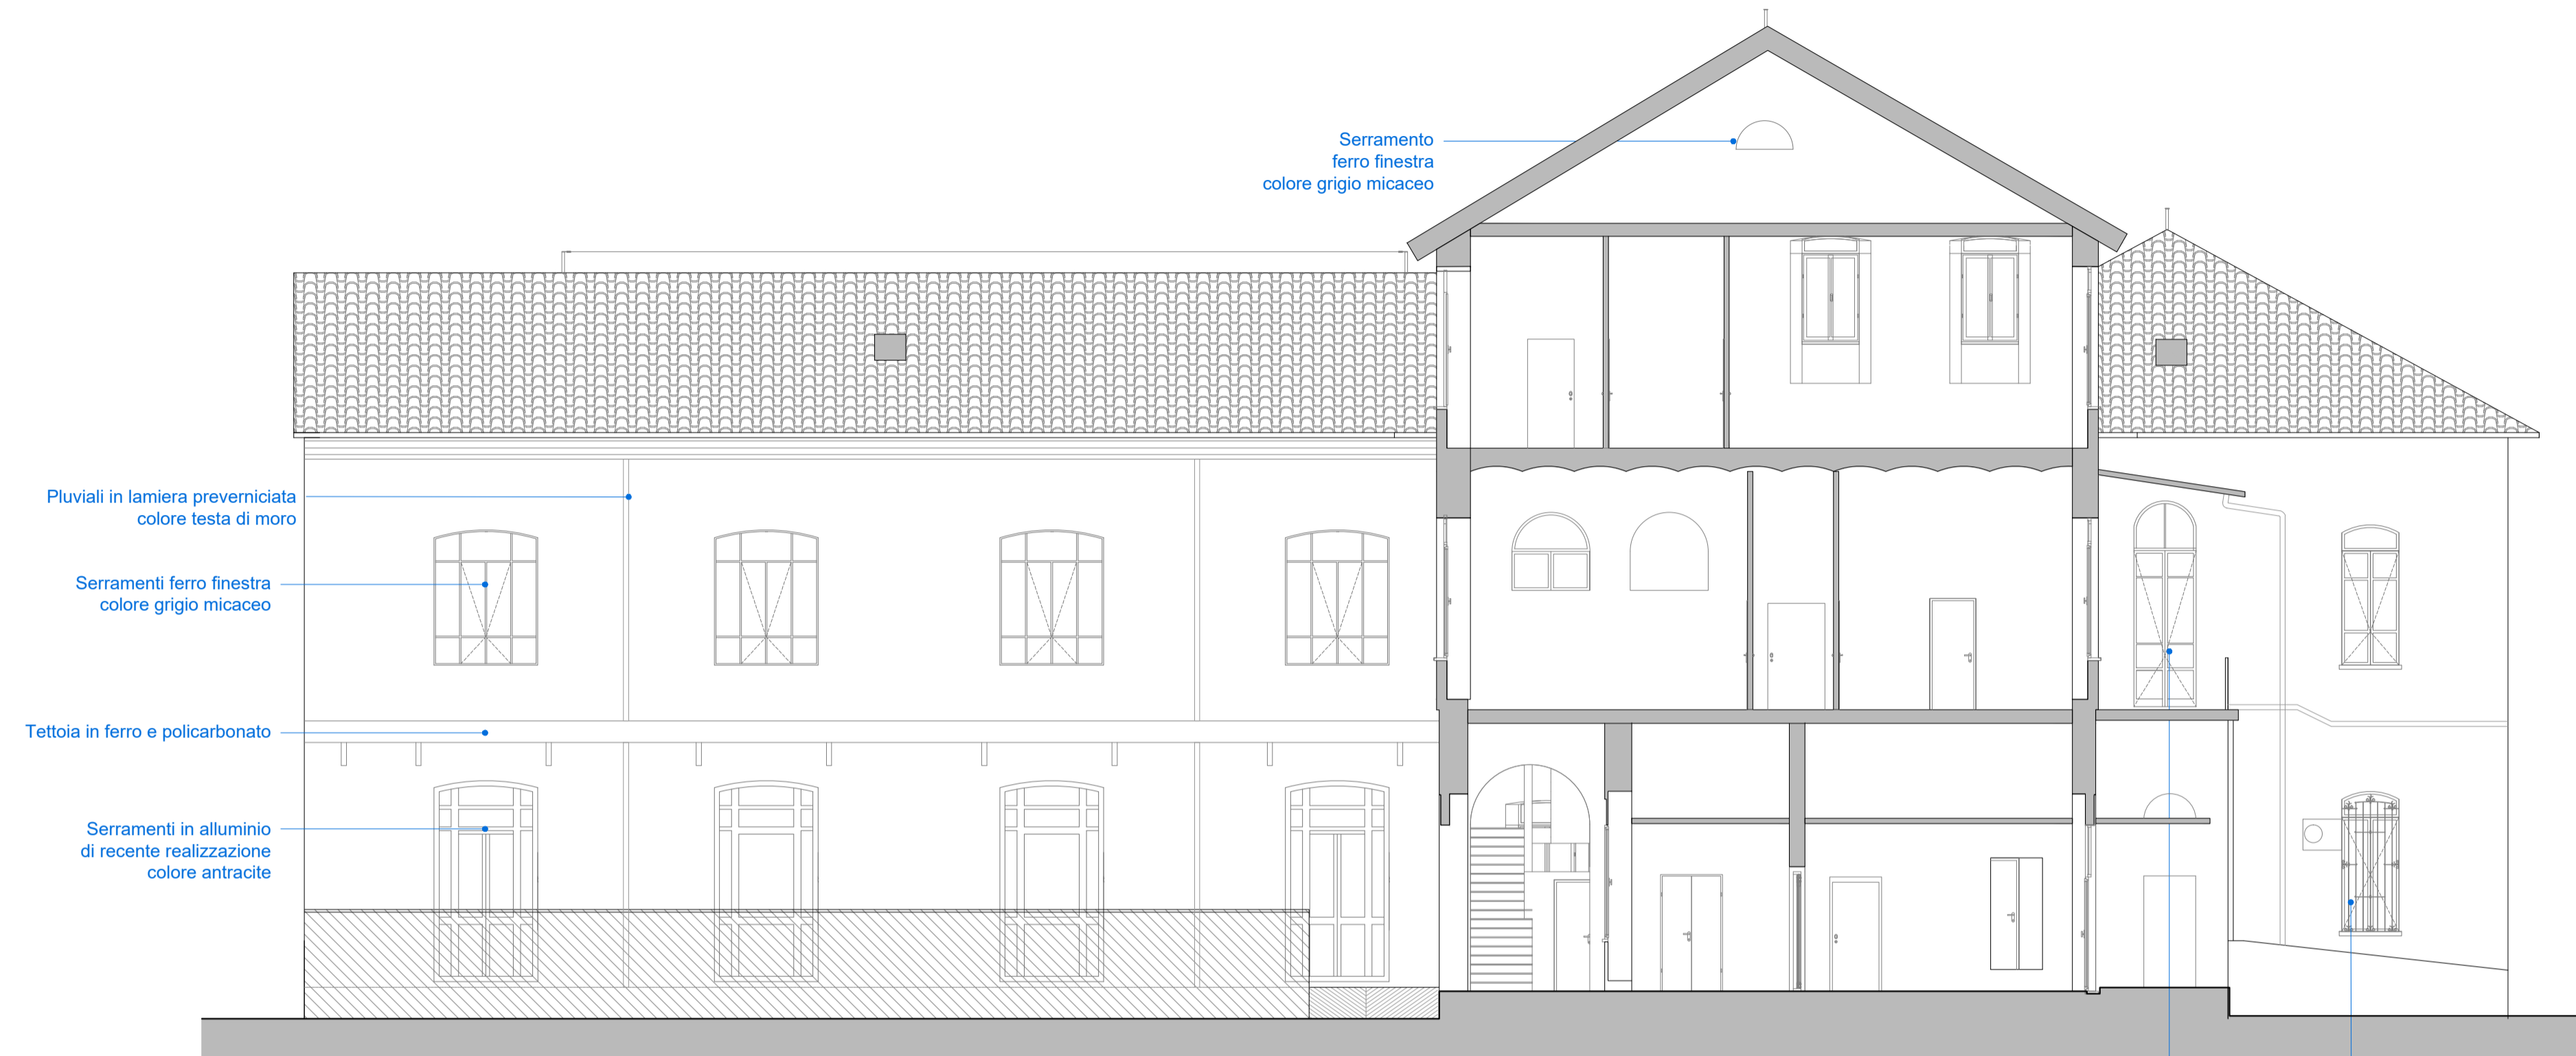 Serramento
ferro finestra
colore grigio micaceo
Pluviali in lamiera preverniciata
colore testa di moro
Serramenti ferro finestra
colore grigio micaceo
Tettoia in ferro e policarbonato
Serramenti in alluminio
di recente realizzazione
colore antracite